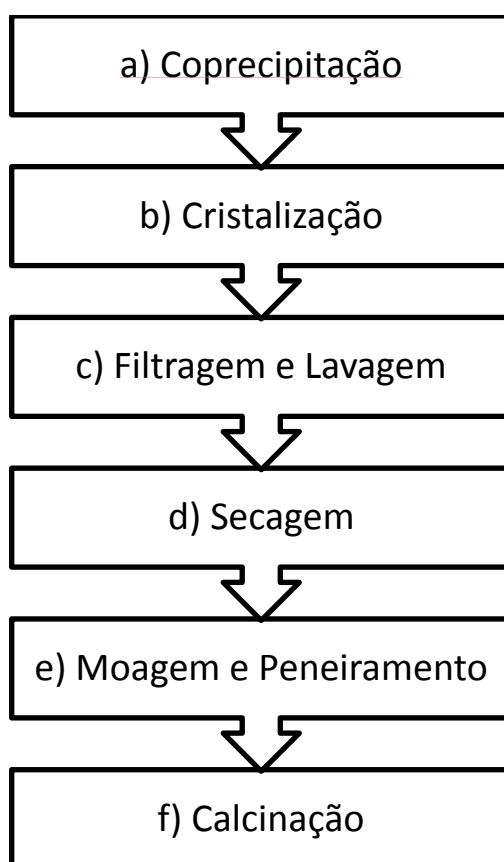 a) Coprecipitação
b) Cristalização
c) Filtragem e Lavagem
d) Secagem
e) Moagem e Peneiramento
f) Calcinação